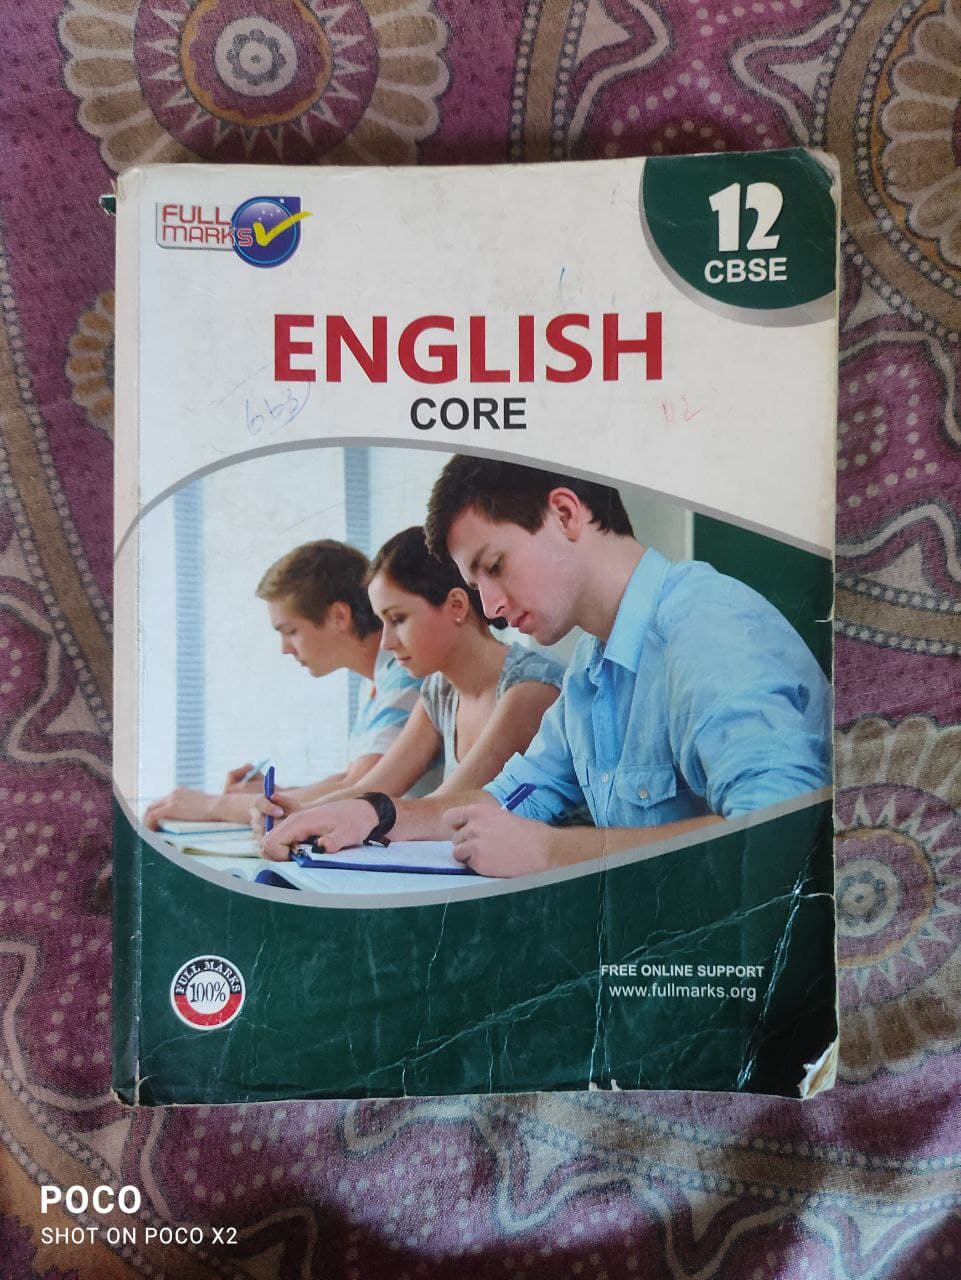 FULL
MARKS
12
CBSE
ENGLISH
CORE
663
FULL MARKS
100%
FREE ONLINE SUPPORT
www.fullmarks.org
POCO
SHOT ON POCO X2